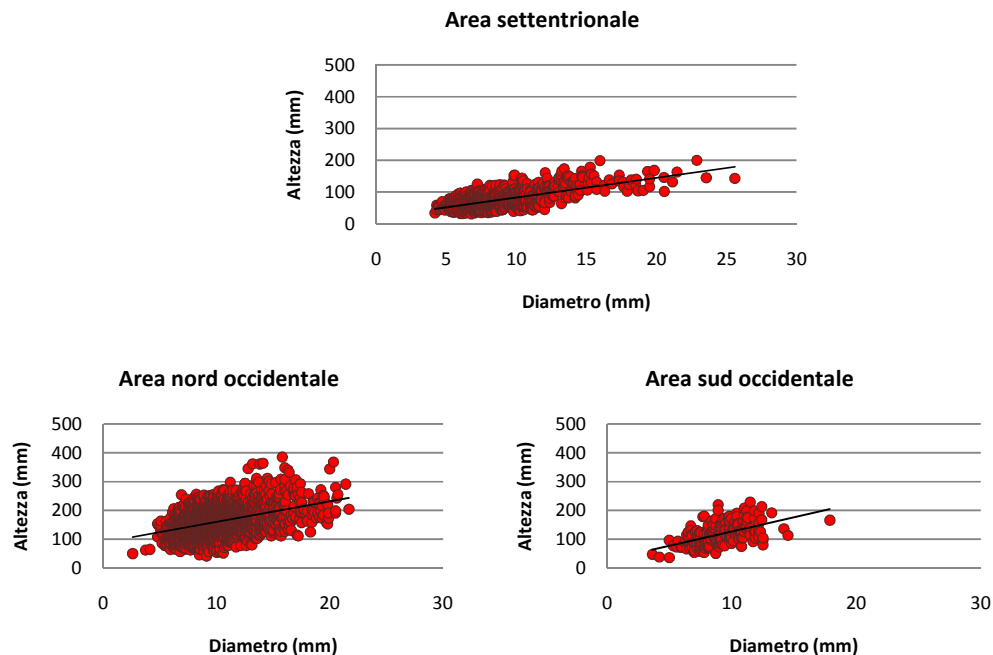 Area settentrionale
500
400
300
200
100
0
Altezza (mm)
0 5 10 15 20 25 30
Diametro (mm)
Area nord occidentale
500
400
300
200
100
0
Altezza (mm)
0 10 20 30
Diametro (mm)
Area sud occidentale
500
400
300
200
100
0
Altezza (mm)
0 10 20 30
Diametro (mm)